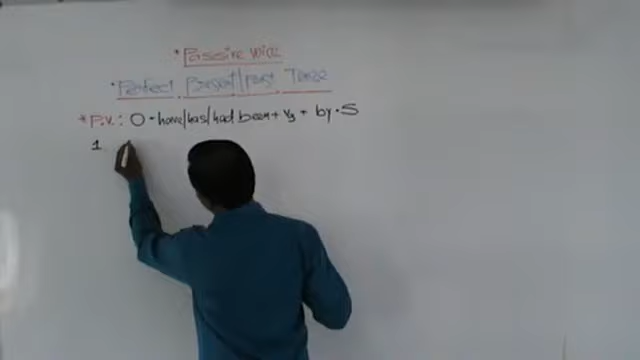 * Passive voice
* Perfect Present/past Tense
* P.V.: O + have/has/had been + V3 + by + S
1